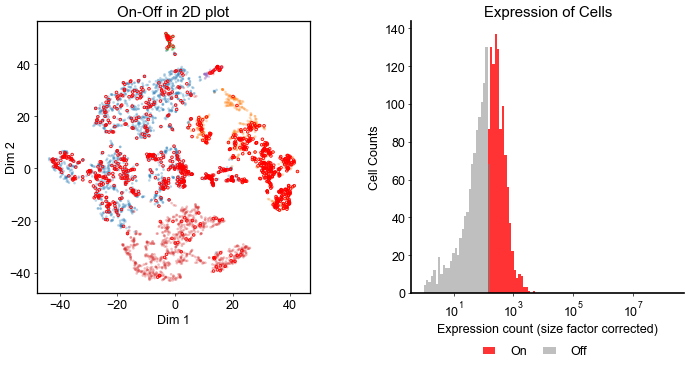 On-Off in 2D plot
Dim 2
40
20
0
−20
−40
−40 −20 0 20 40
Dim 1
Expression of Cells
Cell Counts
140
120
100
80
60
40
20
0
10^1 10^3 10^5 10^7
Expression count (size factor corrected)
On Off